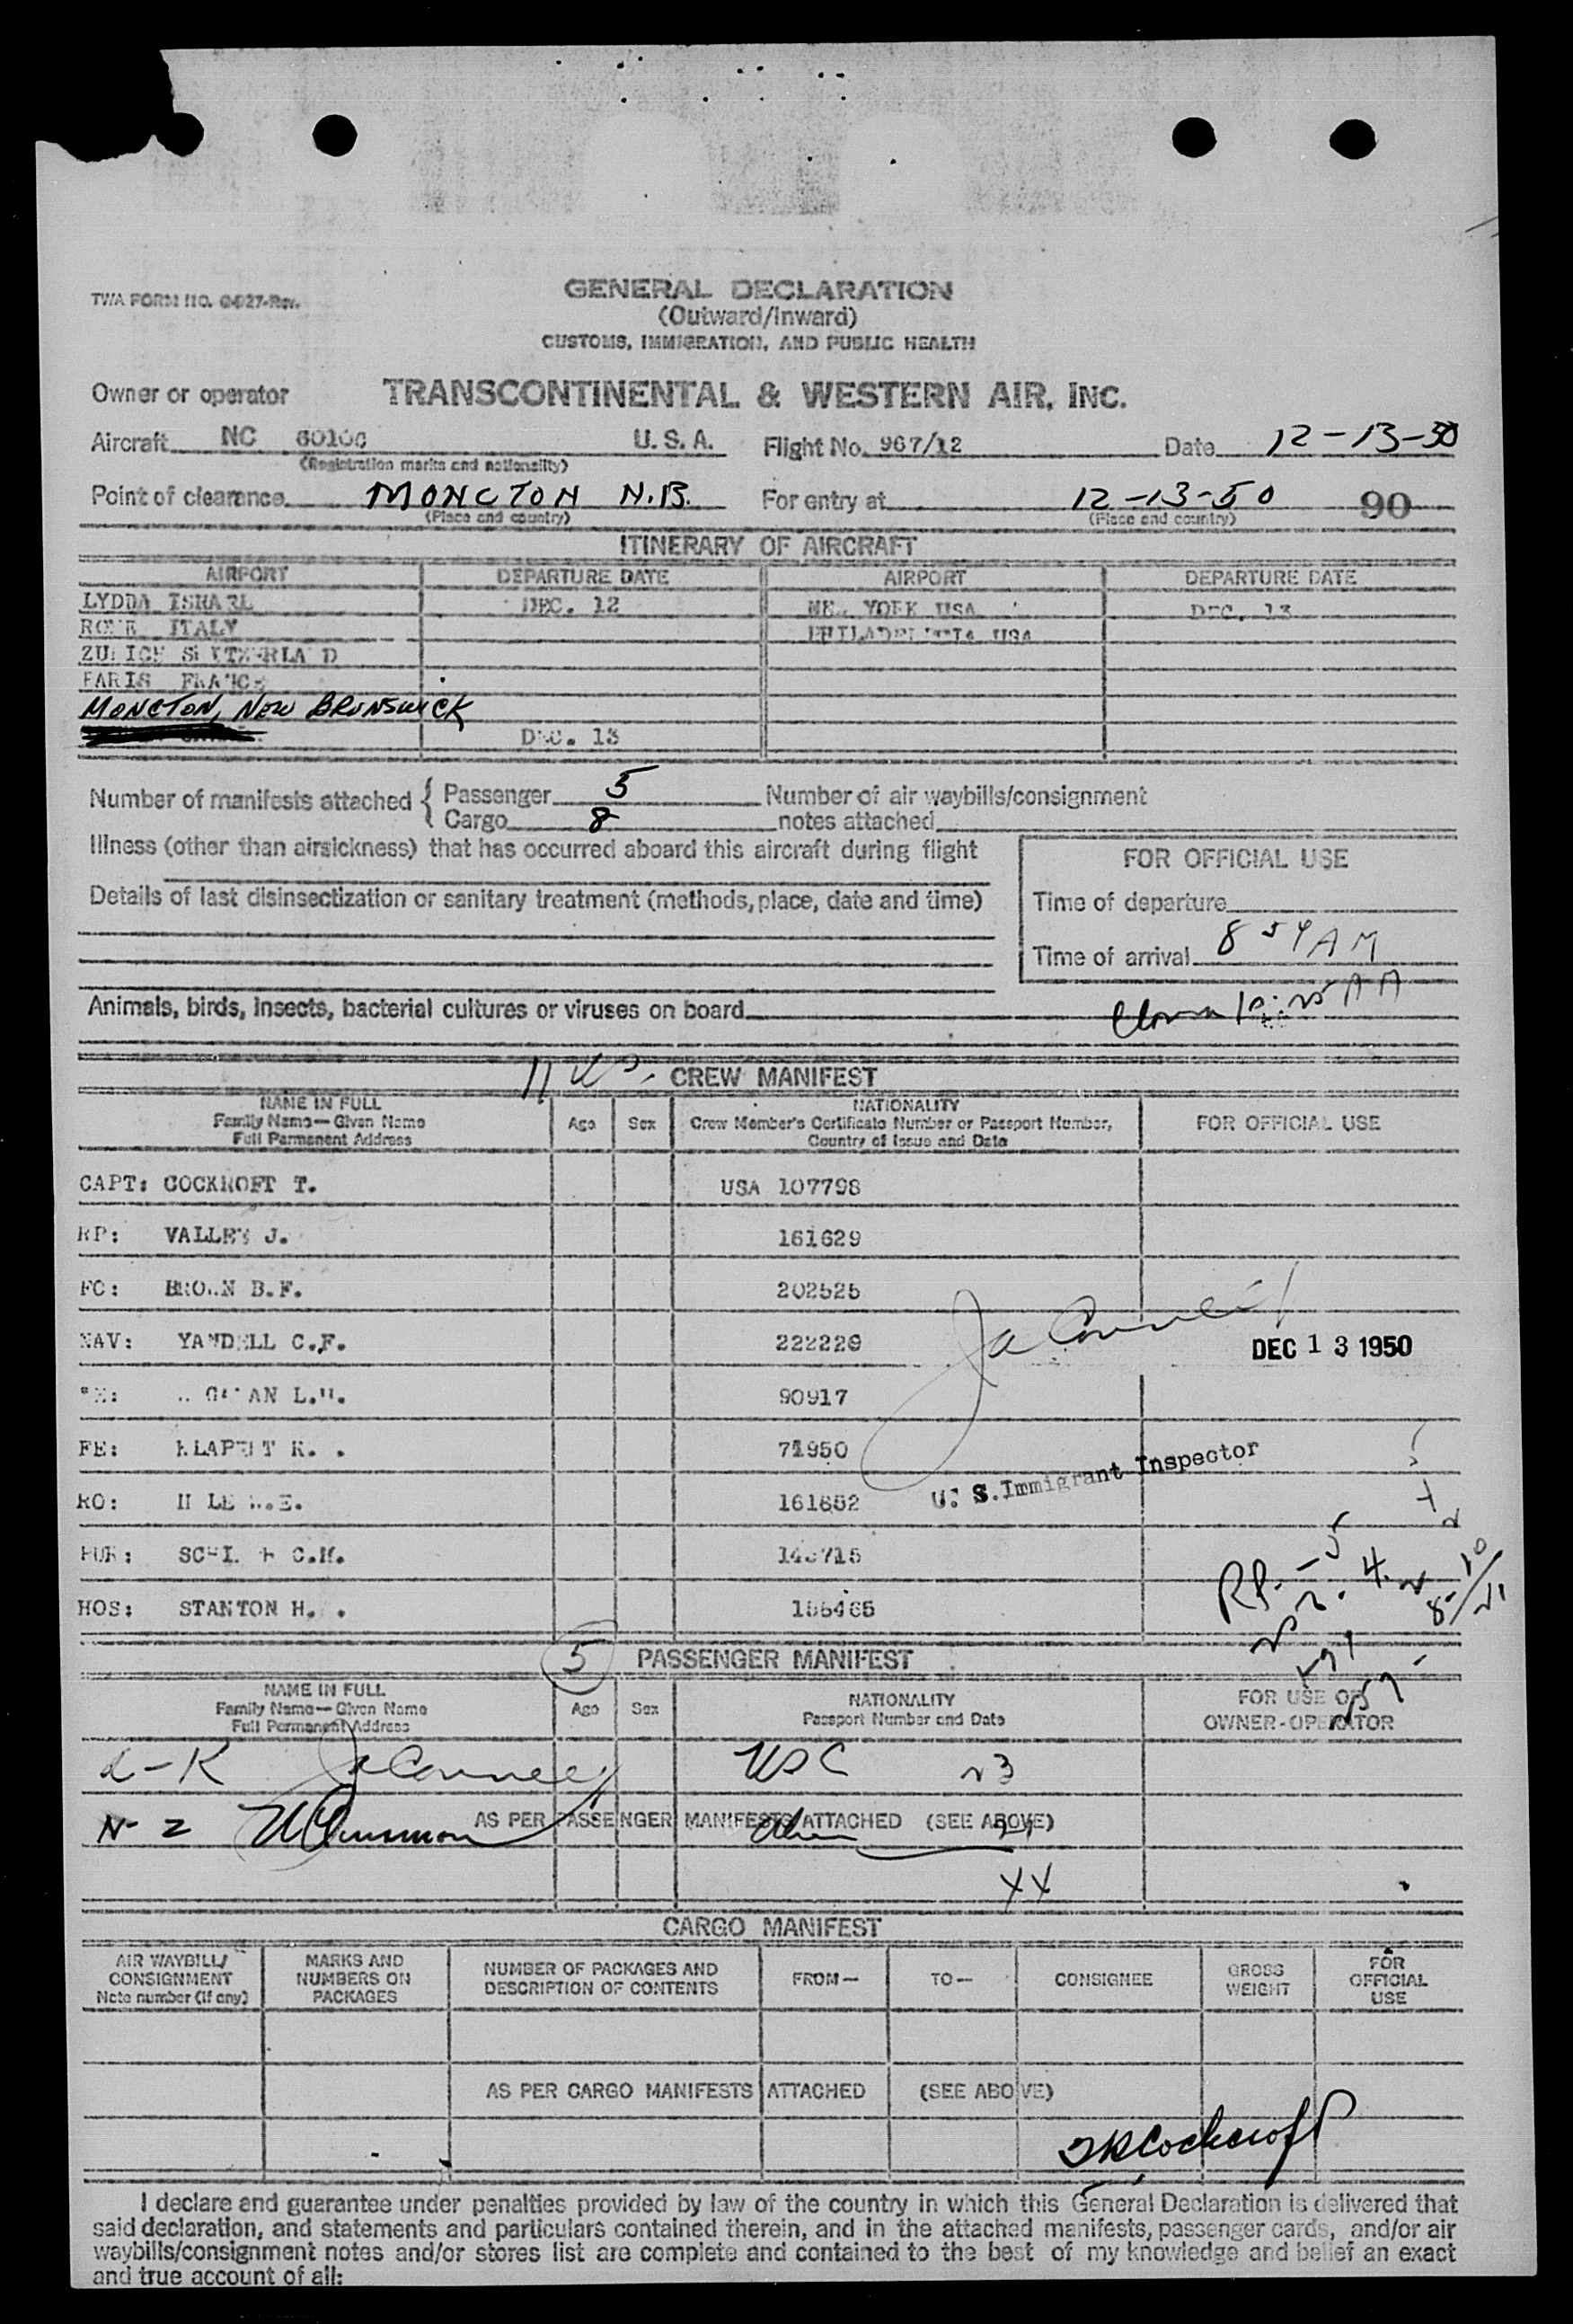 TWA FORM NO. -Rev.
GENERAL DECLARATION
(Outward/Inward)
CUSTOMS, IMMIGRATION, AND PUBLIC HEALTH
Owner or operator TRANSCONTINENTAL & WESTERN AIR, INC.
Aircraft NC U. S. A. Flight No. 967/12 Date 12-13-50
(Registration marks and nationality)
Point of clearance MONCTON N.B. For entry at 12-13-50 90
(Place and country) (Place and country)
ITINERARY OF AIRCRAFT
AIRPORT DEPARTURE DATE AIRPORT DEPARTURE DATE
LYDDA ISRAEL DEC. 12 NEW YORK USA DEC. 13
ROME ITALY PHILADELPHIA USA
ZURICH SWITZERLAND
PARIS FRANCE
MONCTON, NEW BRUNSWICK
DEC. 13
Number of manifests attached { Passenger 5 Number of air waybills/consignment
Cargo 8 notes attached
Illness (other than airsickness) that has occurred aboard this aircraft during flight
FOR OFFICIAL USE
Details of last disinsectization or sanitary treatment (methods, place, date and time)
Time of departure
Time of arrival 8 54 AM
Animals, birds, insects, bacterial cultures or viruses on board
CREW MANIFEST
NAME IN FULL
Family Name—Given Name
Full Permanent Address
Age Sex
NATIONALITY
Crew Member's Certificate Number or Passport Number,
Country of Issue and Date
FOR OFFICIAL USE
CAPT: COCKROFT T. USA 107798
RP: J. 161629
FO: BROWN B.F. 202525
NAV: YANDELL C.F. 222229
DEC 13 1950
L. 90917
FE: 71950
RO: 161852
U. S. Immigrant Inspector
PUR: C.M.
HOS: STANTON H. 155465
5 PASSENGER MANIFEST
NAME IN FULL
Family Name—Given Name
Full Permanent Address
Age Sex
NATIONALITY
Passport Number and Date
FOR USE OF
OWNER-OPERATOR
USC 23
N-Z
AS PER PASSENGER MANIFESTS ATTACHED (SEE ABOVE)
CARGO MANIFEST
AIR WAYBILL/
CONSIGNMENT
Note number (if any)
MARKS AND
NUMBERS ON
PACKAGES
NUMBER OF PACKAGES AND
DESCRIPTION OF CONTENTS
FROM—
TO—
CONSIGNEE
GROSS
WEIGHT
FOR
OFFICIAL
USE
AS PER CARGO MANIFESTS ATTACHED (SEE ABOVE)
I declare and guarantee under penalties provided by law of the country in which this General Declaration is delivered that
said declaration, and statements and particulars contained therein, and in the attached manifests, passenger cards, and/or air
waybills/consignment notes and/or stores list are complete and contained to the best of my knowledge and belief an exact
and true account of all: